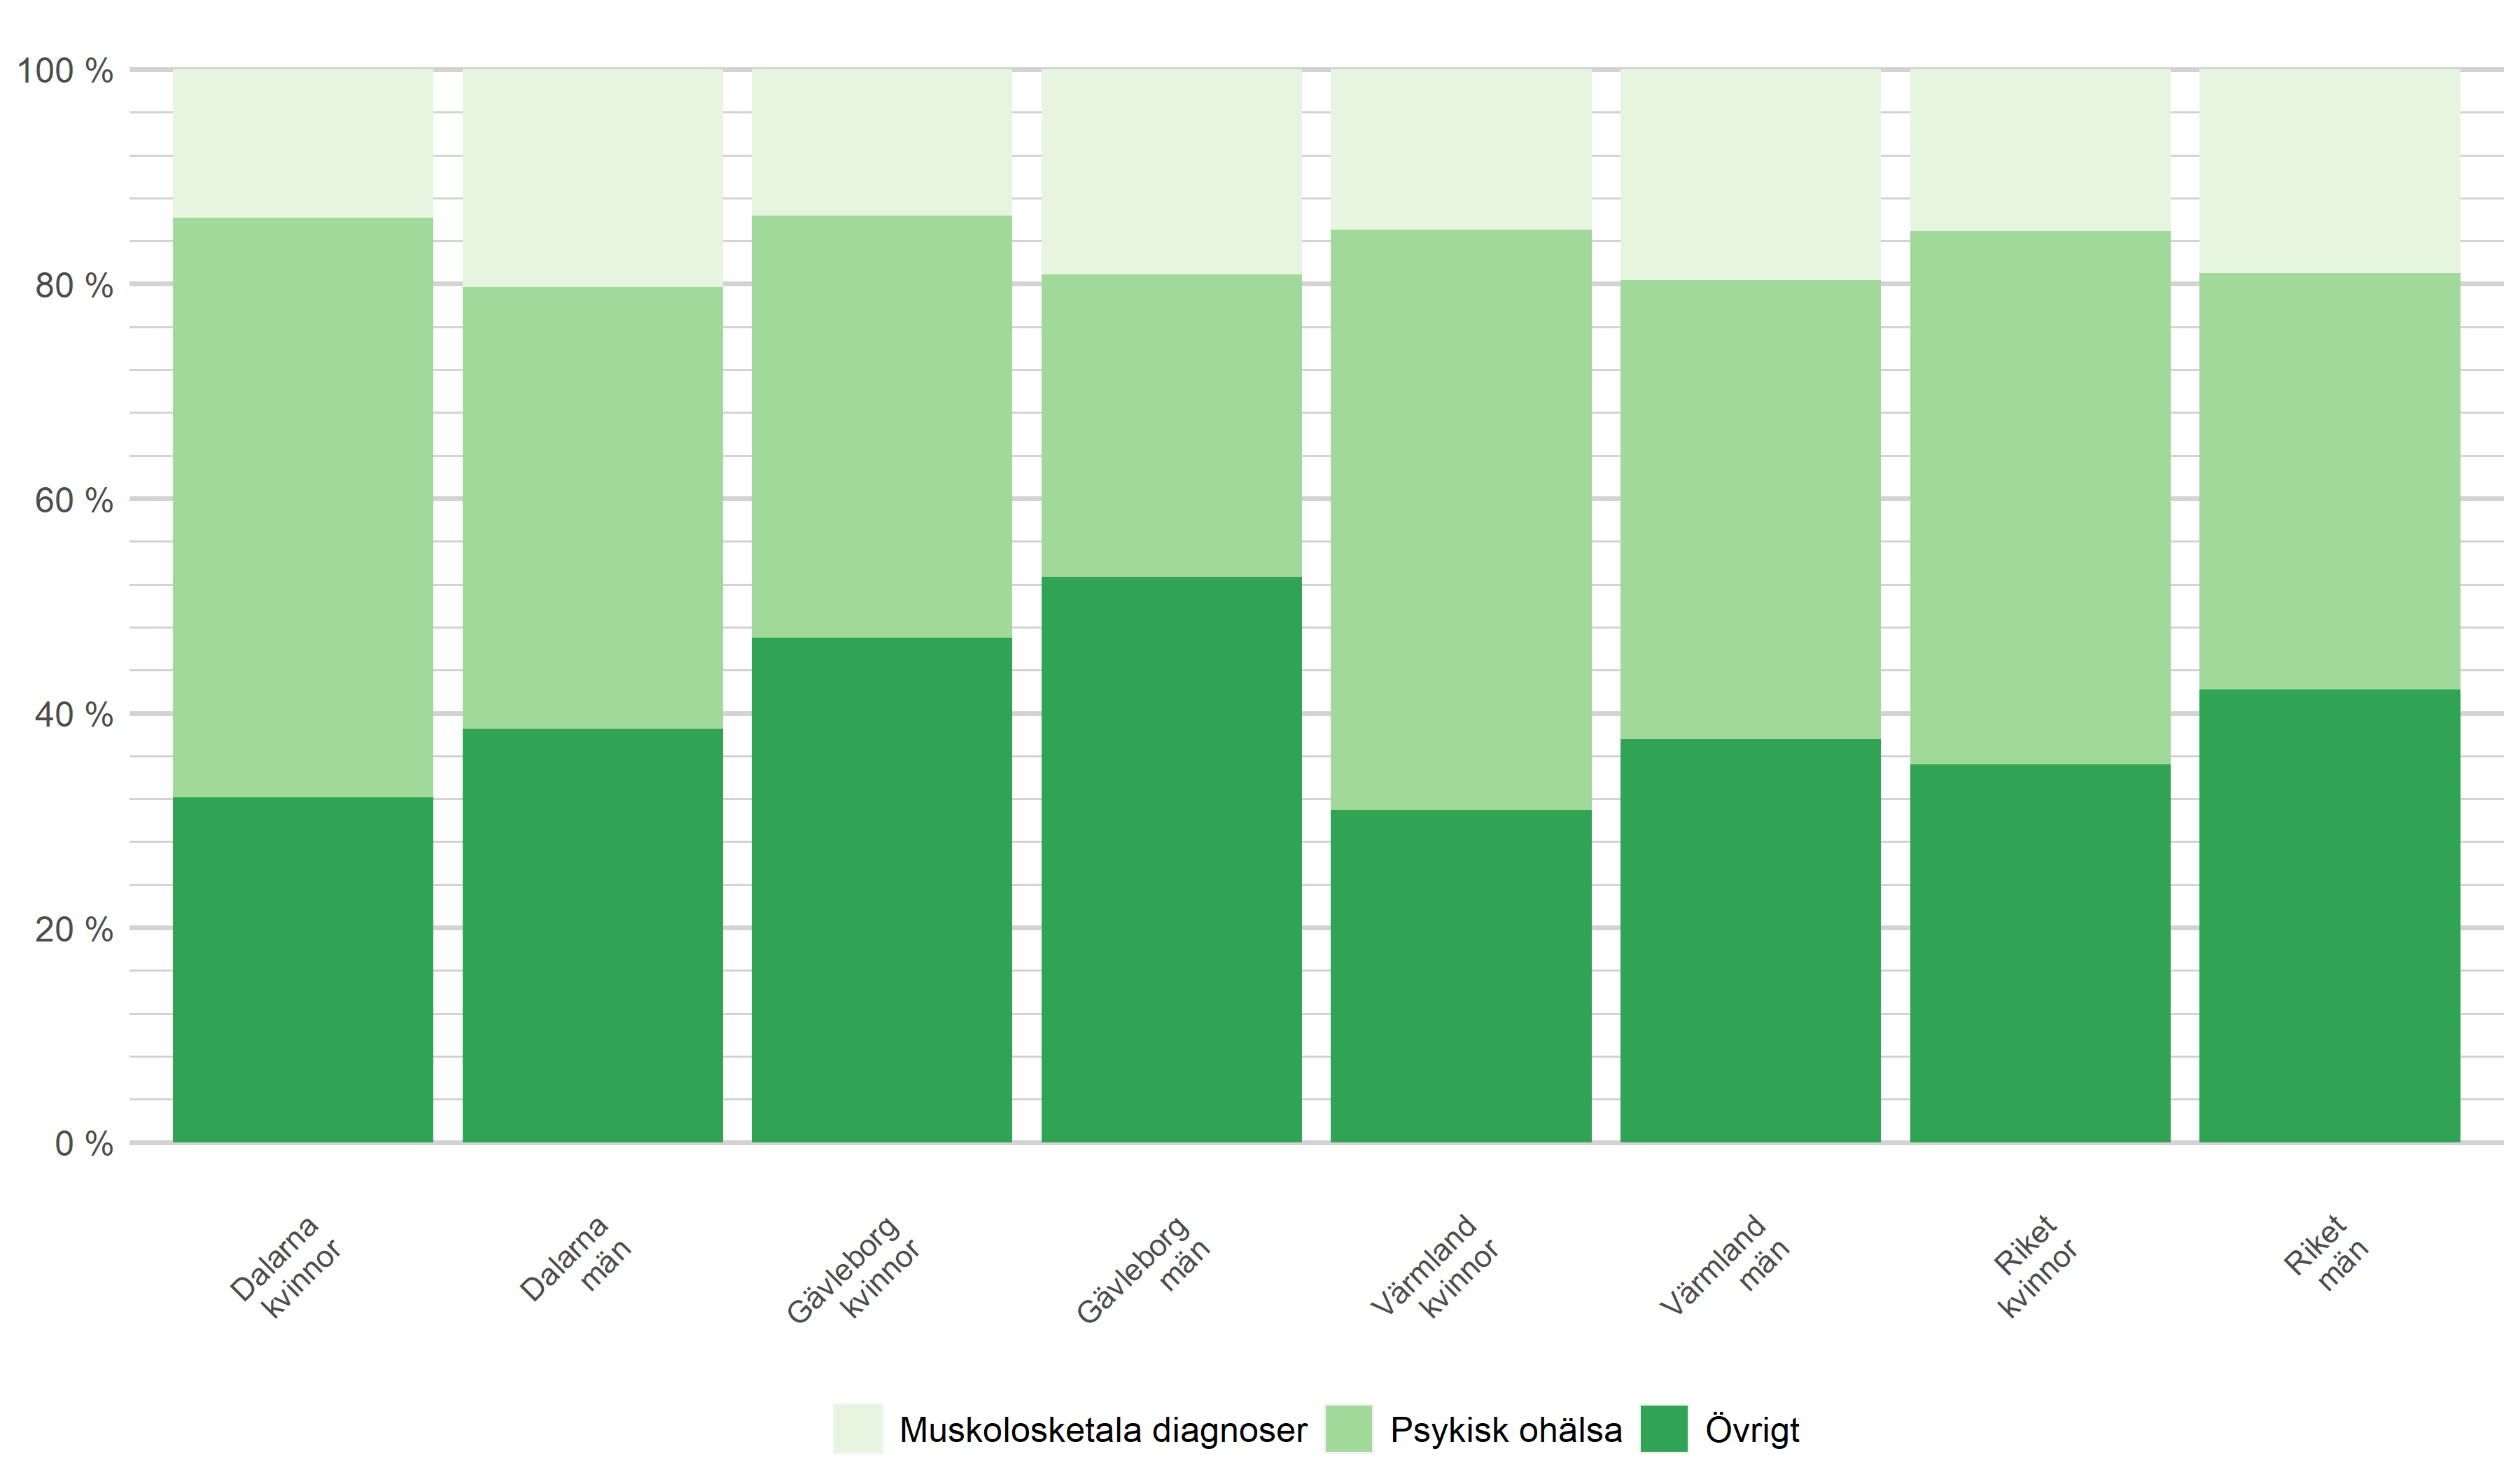 100 %
80 %
60 %
40 %
20 %
0 %
Dalarna
kvinnor
Dalarna
män
Gävleborg
kvinnor
Gävleborg
män
Värmland
kvinnor
Värmland
män
Riket
kvinnor
Riket
män
Muskolosketala diagnoser Psykisk ohälsa Övrigt